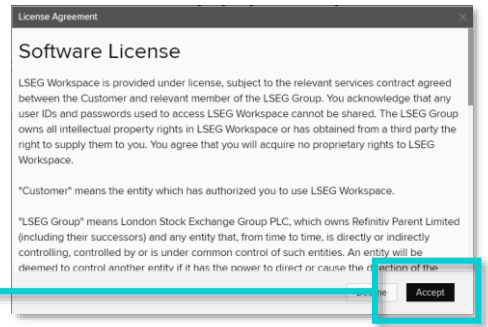 License Agreement
Software License
LSEG Workspace is provided under license, subject to the relevant services contract agreed
between the Customer and relevant member of the LSEG Group. You acknowledge that any
user IDs and passwords used to access LSEG Workspace cannot be shared. The LSEG Group
owns all intellectual property rights in LSEG Workspace or has obtained from a third party the
right to supply them to you. You agree that you will acquire no proprietary rights to LSEG
Workspace.
"Customer" means the entity which has authorized you to use LSEG Workspace.
"LSEG Group" means London Stock Exchange Group PLC, which owns Refinitiv Parent Limited
(including their successors) and any entity that, from time to time, is directly or indirectly
controlling, controlled by or is under common control of such entities. An entity will be
deemed to control another entity if it has the power to direct or cause the direction of the
Accept